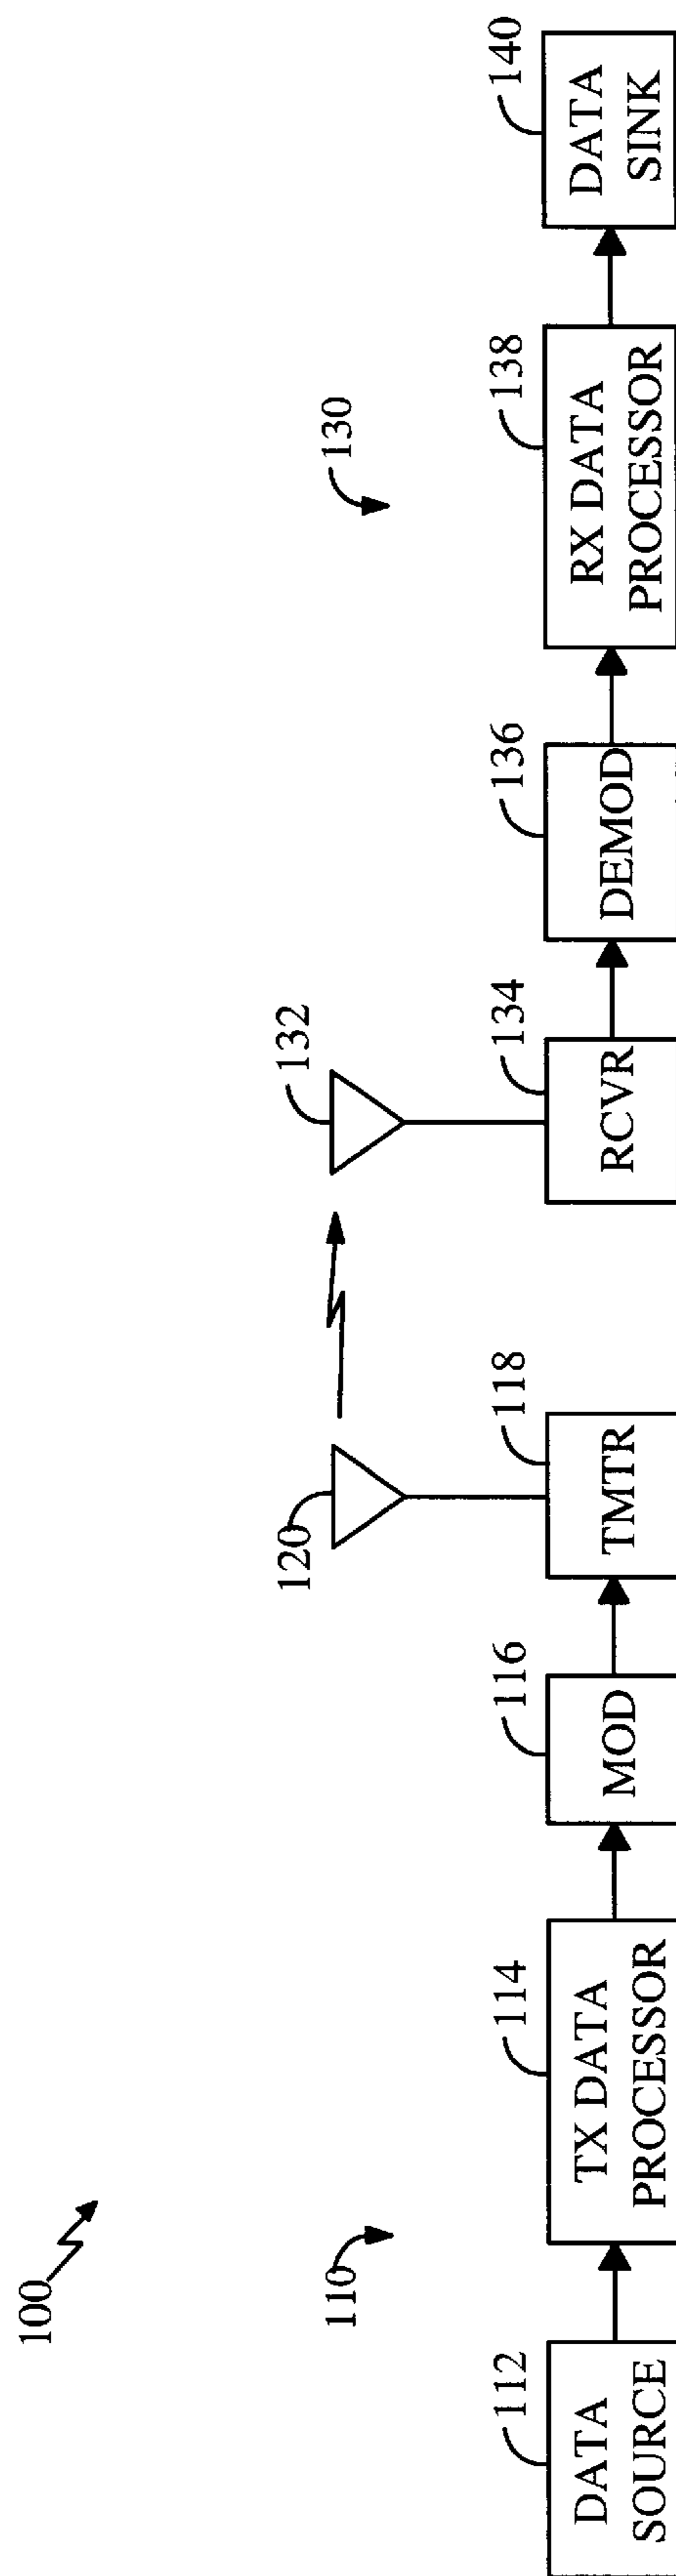 100
110
130
120
132
112
114
116
118
134
136
138
140
DATA
SOURCE
TX DATA
PROCESSOR
MOD
TMTR
RCVR
DEMOD
RX DATA
PROCESSOR
DATA
SINK